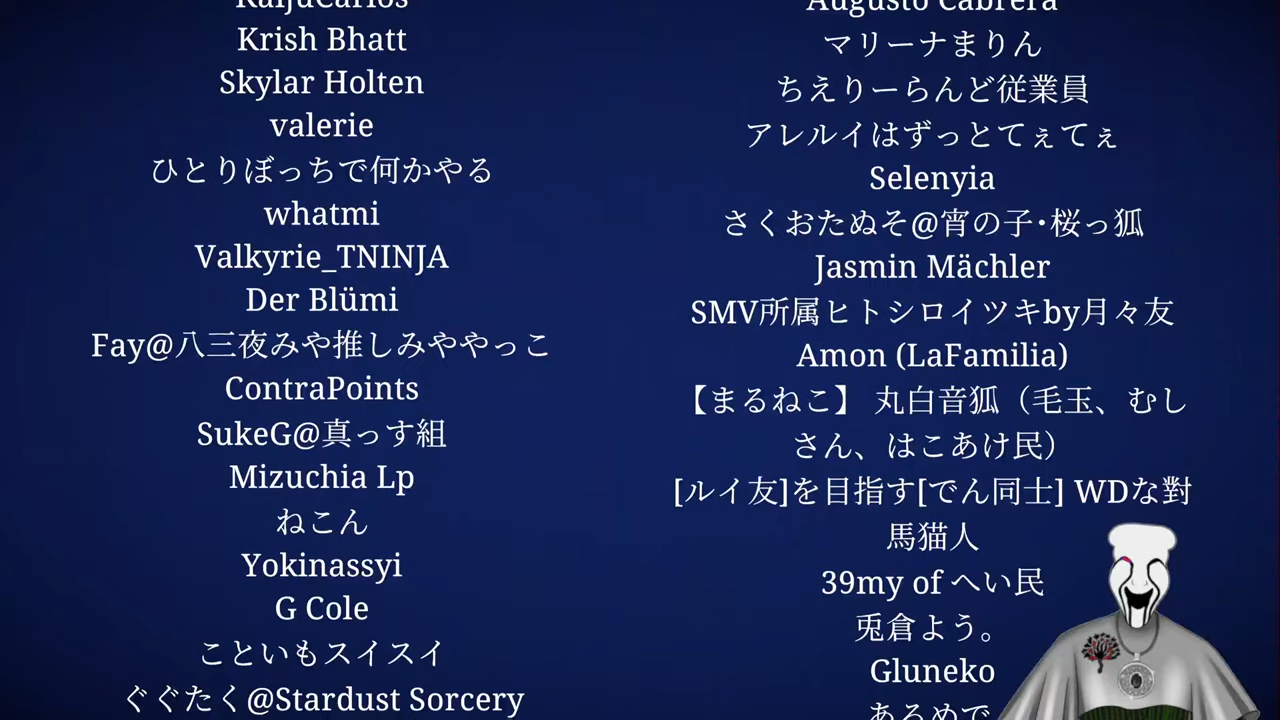 KaijuCarlos
Krish Bhatt
Skylar Holten
valerie
ひとりぼっちで何かやる
whatmi
Valkyrie_TNINJA
Der Blümi
Fay@八三夜みや推しみややっこ
ContraPoints
SukeG@真っす組
Mizuchia Lp
ねこん
Yokinassyi
G Cole
こといもスイスイ
ぐぐたく@Stardust Sorcery
Augusto Cabrera
マリーナまりん
ちえりーらんど従業員
アレルイはずっとてぇてぇ
Selenyia
さくおたぬそ@宵の子･桜っ狐
Jasmin Mächler
SMV所属ヒトシロイツキby月々友
Amon (LaFamilia)
【まるねこ】 丸白音狐（毛玉、むし
さん、はこあけ民）
[ルイ友]を目指す[でん同士] WDな對
馬猫人
39my of へい民
兎倉よう。
Gluneko
あるめで